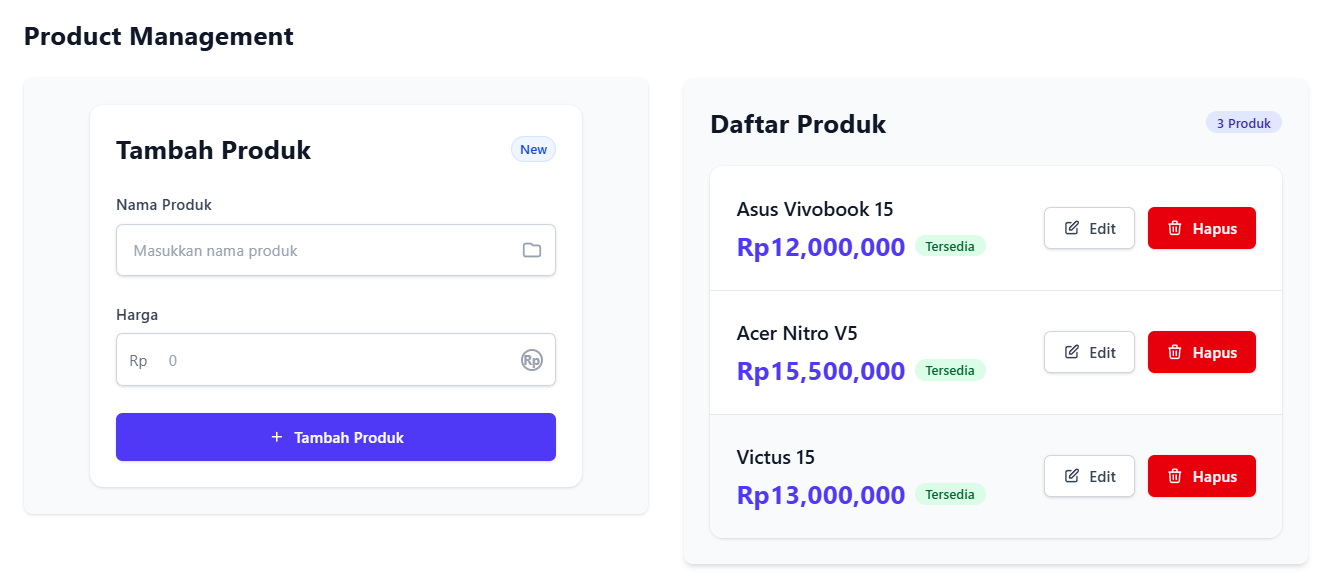 Product Management
Tambah Produk
New
Nama Produk
Masukkan nama produk
Harga
Rp 0
Rp
+ Tambah Produk
Daftar Produk
3 Produk
Asus Vivobook 15
Rp12,000,000 Tersedia
Edit
Hapus
Acer Nitro V5
Rp15,500,000 Tersedia
Edit
Hapus
Victus 15
Rp13,000,000 Tersedia
Edit
Hapus